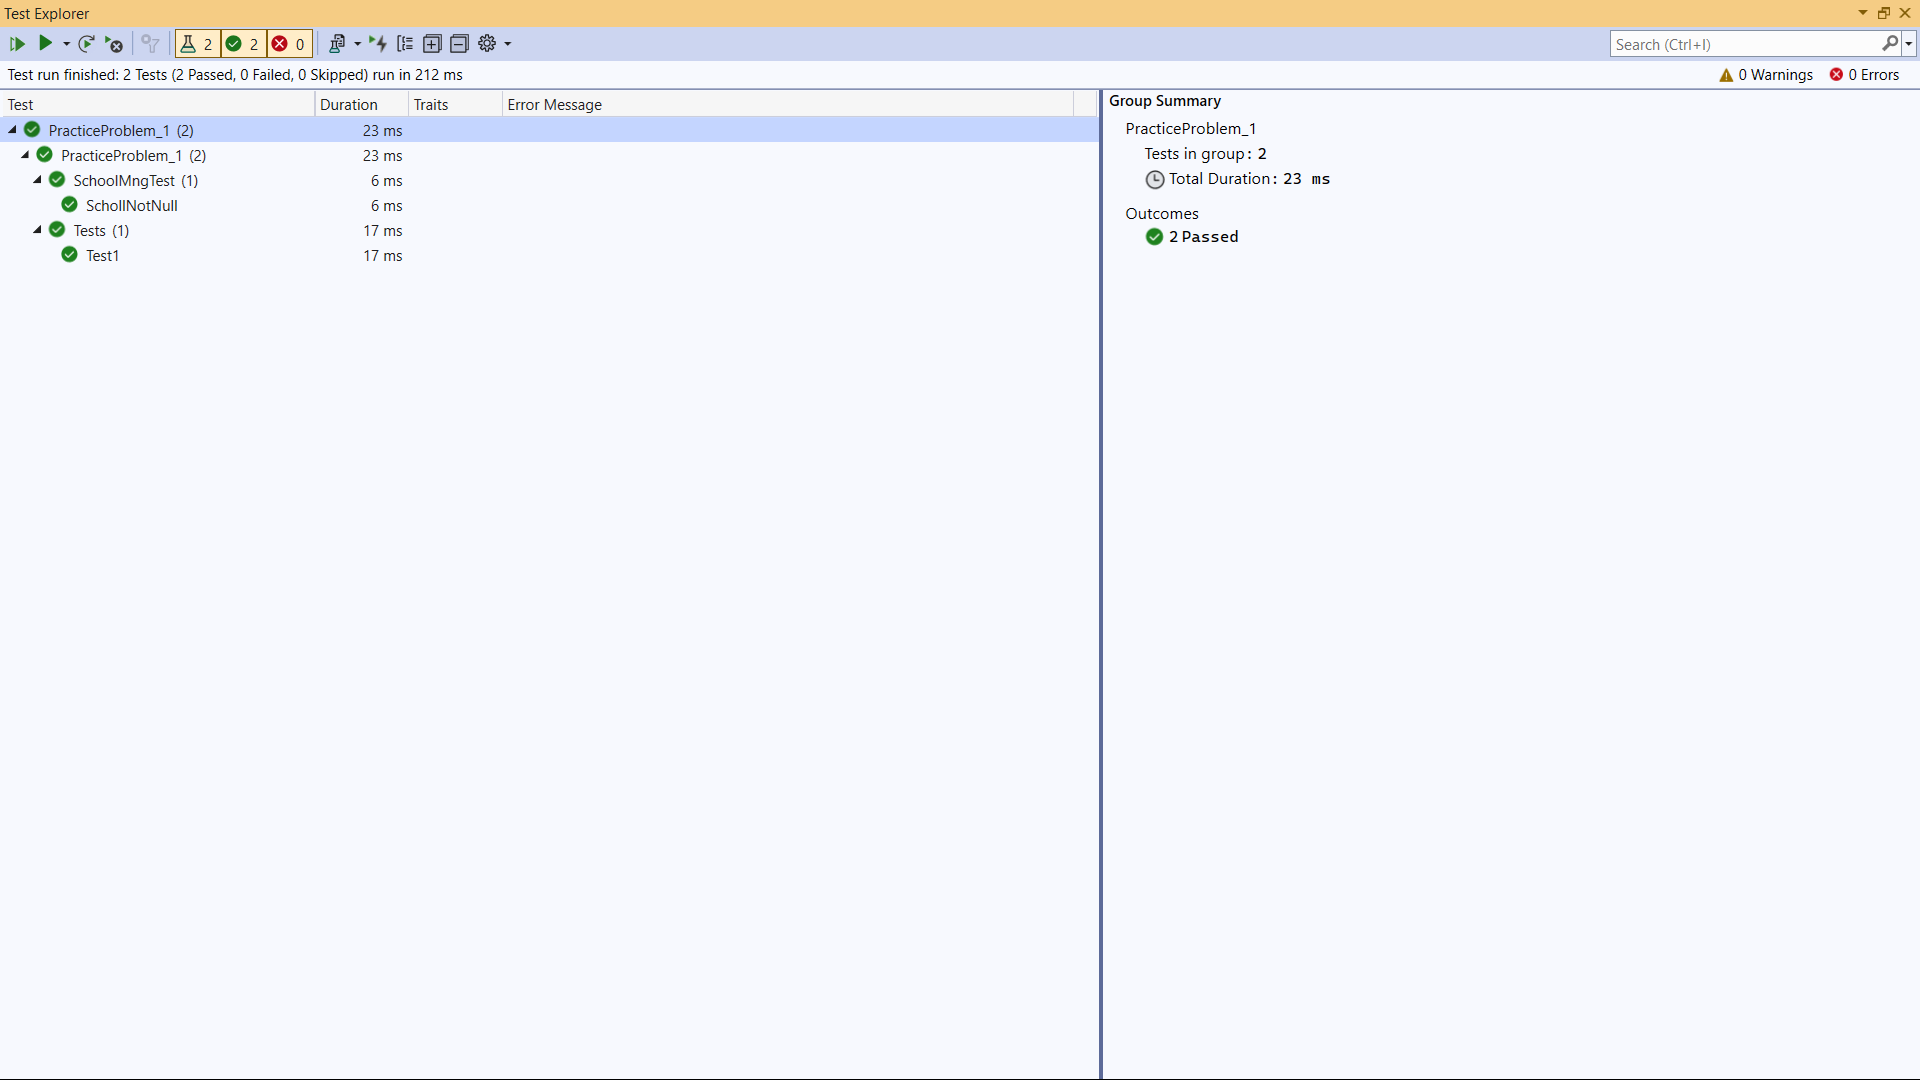 Test Explorer
2 2 0
Search (Ctrl+I)
Test run finished: 2 Tests (2 Passed, 0 Failed, 0 Skipped) run in 212 ms
0 Warnings 0 Errors
Test Duration Traits Error Message
PracticeProblem_1 (2) 23 ms
PracticeProblem_1 (2) 23 ms
SchoolMngTest (1) 6 ms
SchollNotNull 6 ms
Tests (1) 17 ms
Test1 17 ms
Group Summary
PracticeProblem_1
Tests in group: 2
Total Duration: 23 ms
Outcomes
2 Passed